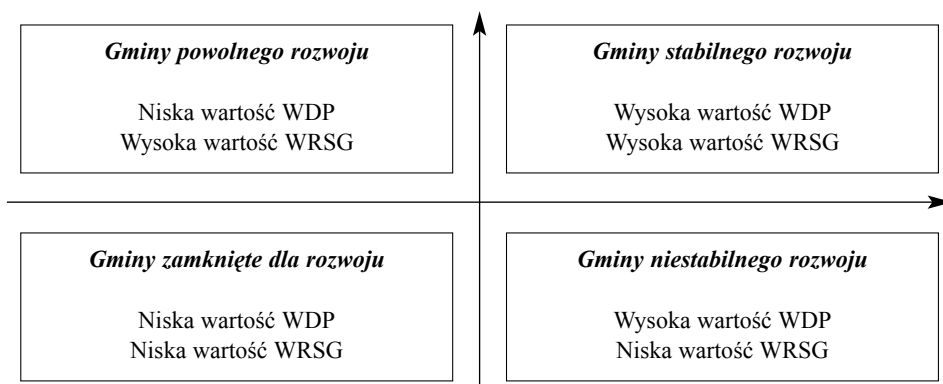 Gminy powolnego rozwoju
Niska wartość WDP
Wysoka wartość WRSG
Gminy stabilnego rozwoju
Wysoka wartość WDP
Wysoka wartość WRSG
Gminy zamknięte dla rozwoju
Niska wartość WDP
Niska wartość WRSG
Gminy niestabilnego rozwoju
Wysoka wartość WDP
Niska wartość WRSG